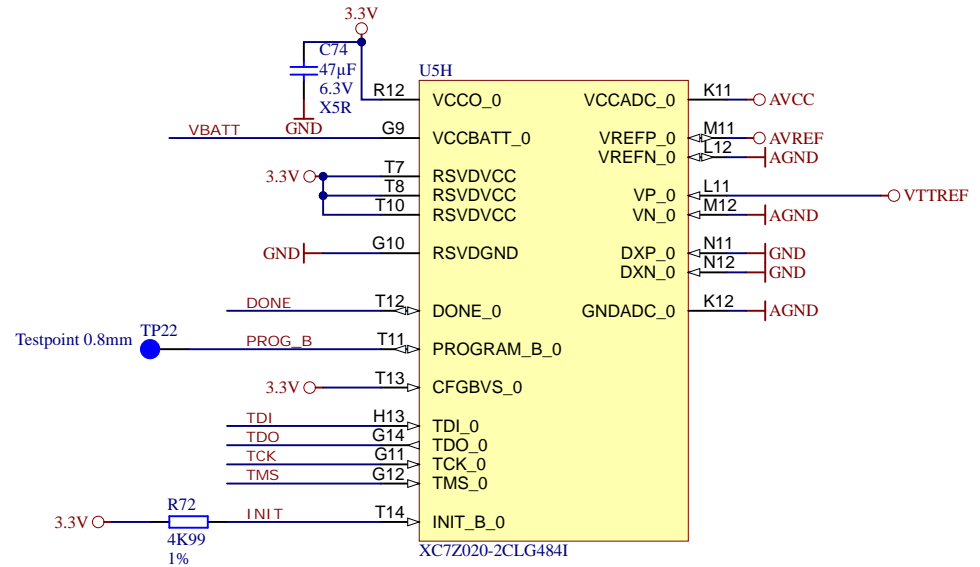 3.3V
C74
47µF
6.3V
X5R
GND
U5H
R12
VCCO_0
VCCADC_0
K11
AVCC
VBATT
G9
VCCBATT_0
VREFP_0
M11
AVREF
VREFN_0
L12
AGND
3.3V
T7
RSVDVCC
T8
RSVDVCC
T10
RSVDVCC
VP_0
L11
VTTREF
VN_0
M12
AGND
GND
G10
RSVDGND
DXP_0
N11
GND
DXN_0
N12
GND
DONE
T12
DONE_0
GNDADC_0
K12
AGND
Testpoint 0.8mm
TP22
PROG_B
T11
PROGRAM_B_0
3.3V
T13
CFGBVS_0
TDI
H13
TDI_0
TDO
G14
TDO_0
TCK
G11
TCK_0
TMS
G12
TMS_0
3.3V
R72
4K99
1%
INIT
T14
INIT_B_0
XC7Z020-2CLG484I